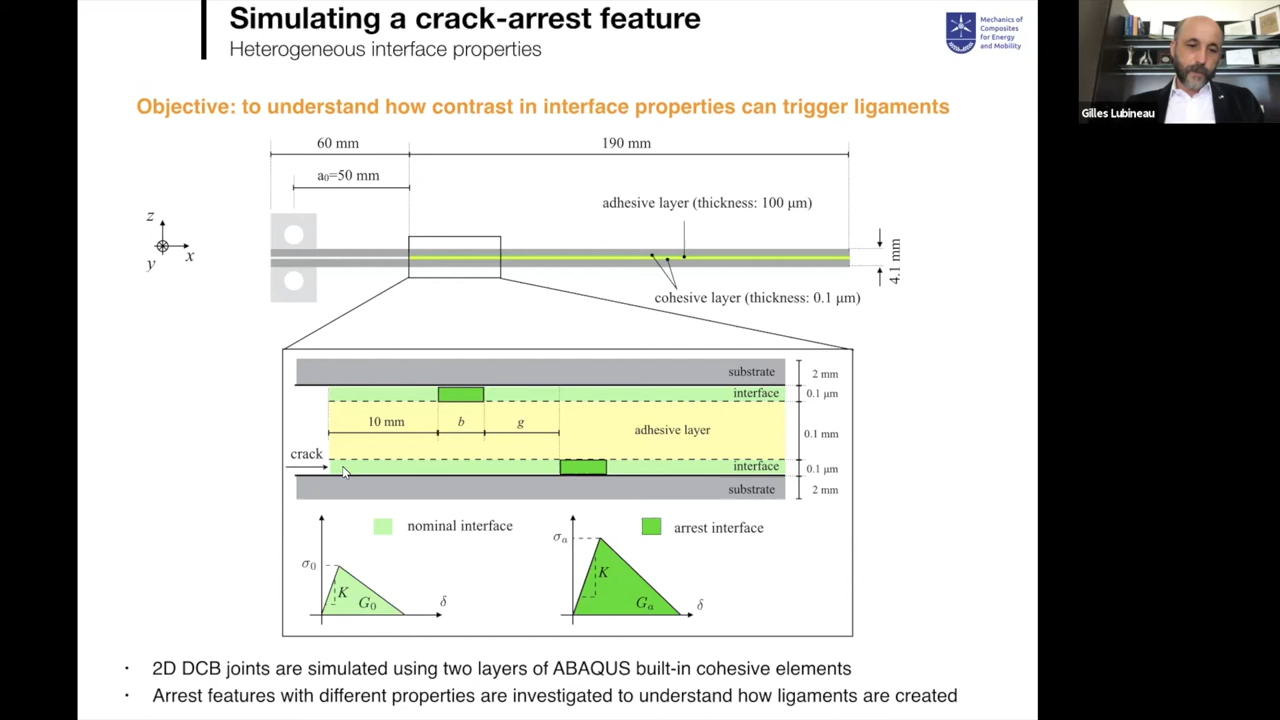 Simulating a crack-arrest feature
Heterogeneous interface properties
Mechanics of
Composites
for Energy
and Mobility
Gilles Lubineau
Objective: to understand how contrast in interface properties can trigger ligaments
60 mm
190 mm
a₀=50 mm
adhesive layer (thickness: 100 μm)
z
x
y
4.1 mm
cohesive layer (thickness: 0.1 μm)
substrate
2 mm
interface
0.1 μm
10 mm
b
g
adhesive layer
0.1 mm
crack
interface
0.1 μm
substrate
2 mm
nominal interface
arrest interface
σ₀
K
G₀
δ
σₐ
K
Gₐ
δ
· 2D DCB joints are simulated using two layers of ABAQUS built-in cohesive elements
· Arrest features with different properties are investigated to understand how ligaments are created